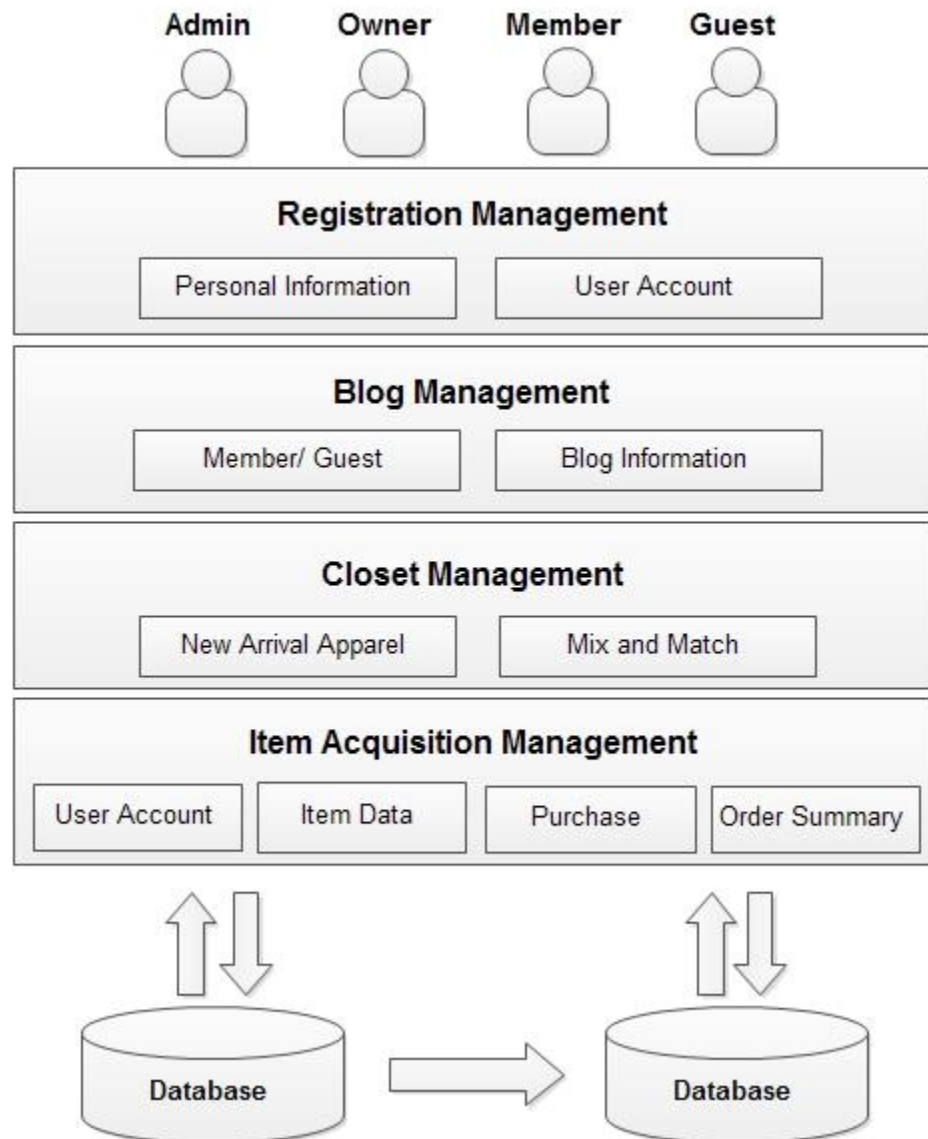 Admin Owner Member Guest
Registration Management
Personal Information User Account
Blog Management
Member/ Guest Blog Information
Closet Management
New Arrival Apparel Mix and Match
Item Acquisition Management
User Account Item Data Purchase Order Summary
Database Database